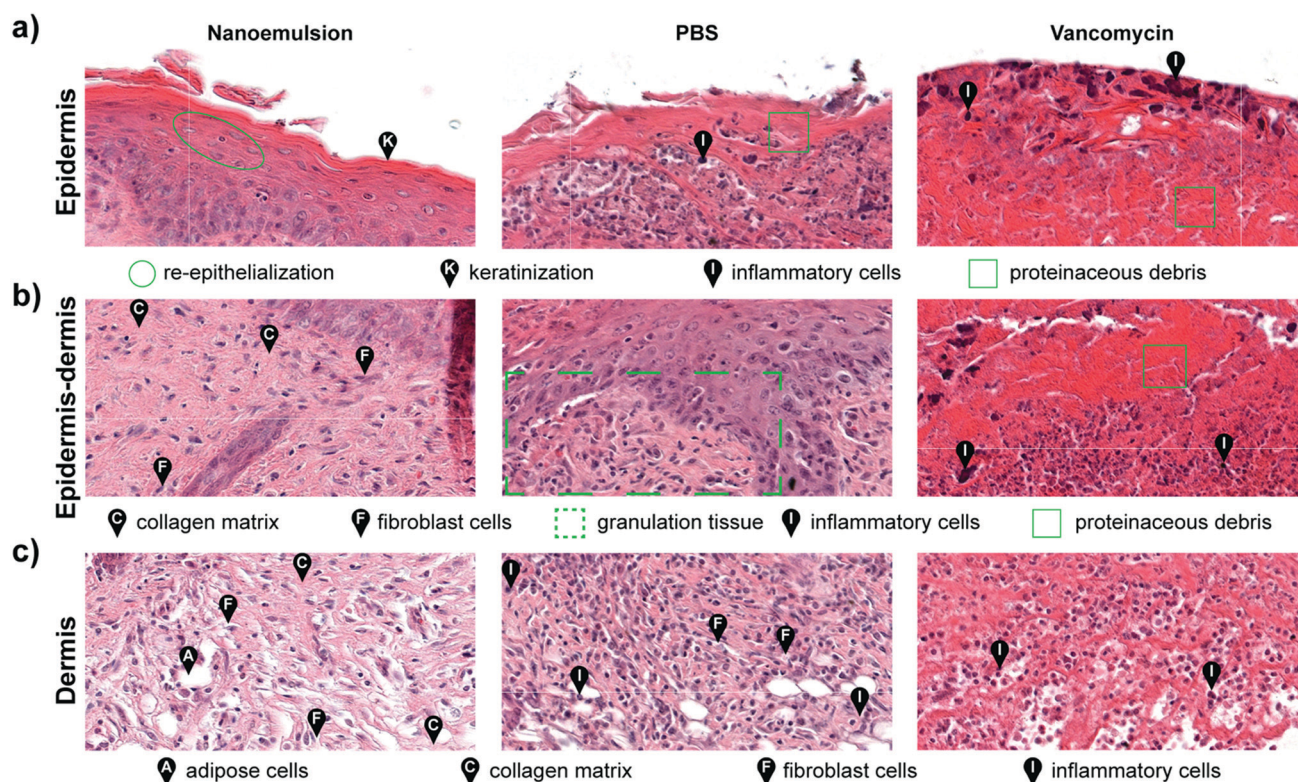 a)
Nanoemulsion PBS Vancomycin
Epidermis
I
I
I
K
re-epithelialization K keratinization I inflammatory cells proteinaceous debris
b)
Epidermis-dermis
C
C
F
F
I
I
C collagen matrix F fibroblast cells granulation tissue I inflammatory cells proteinaceous debris
c)
Dermis
C
I
F
F
F
A
I
I
I
I
F
C
A adipose cells C collagen matrix F fibroblast cells I inflammatory cells